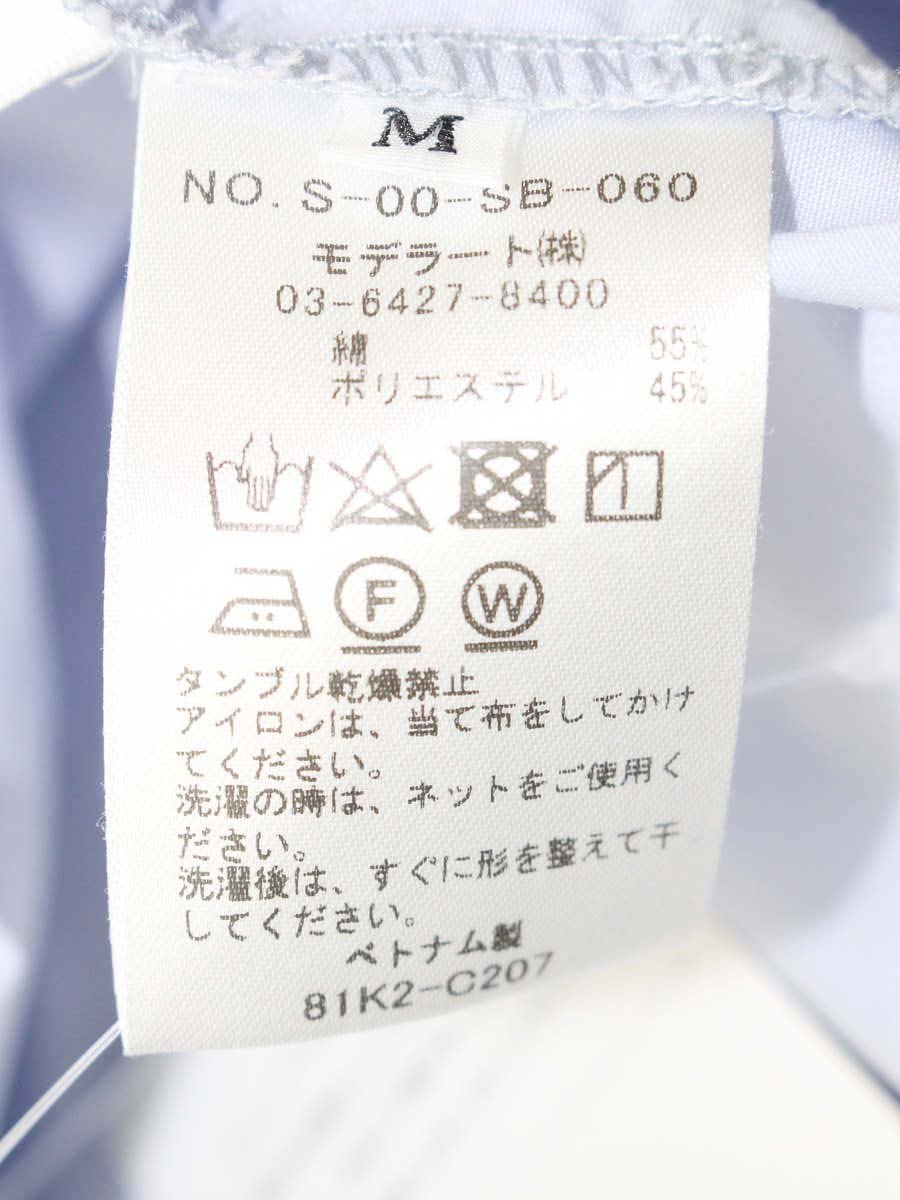 M
NO. S-00-SB-060
モデラート(株)
03-6427-8400
綿 55%
ポリエステル 45%
F W
タンブル乾燥禁止
アイロンは、当て布をしてかけ
てください。
洗濯の時は、ネットをご使用く
ださい。
洗濯後は、すぐに形を整えて干
してください。
ベトナム製
81K2-C207